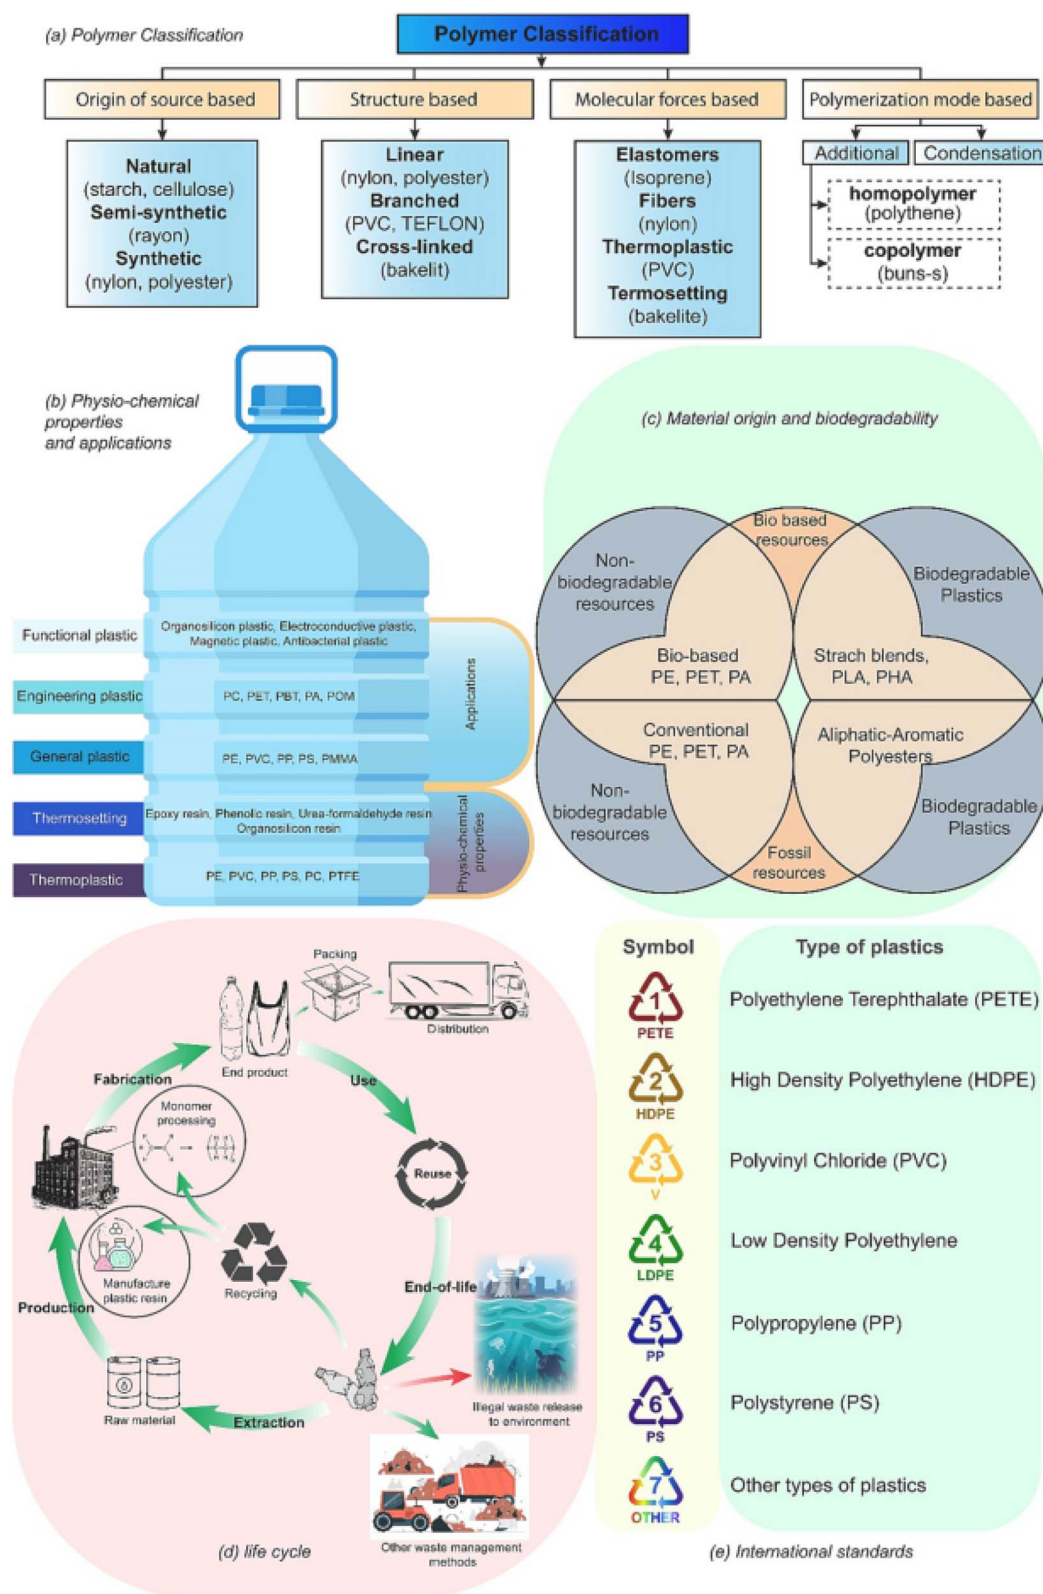 (a) Polymer Classification
Polymer Classification
Origin of source based
Structure based
Molecular forces based
Polymerization mode based
Natural
(starch, cellulose)
Semi-synthetic
(rayon)
Synthetic
(nylon, polyester)
Linear
(nylon, polyester)
Branched
(PVC, TEFLON)
Cross-linked
(bakelit)
Elastomers
(Isoprene)
Fibers
(nylon)
Thermoplastic
(PVC)
Termosetting
(bakelite)
Additional
Condensation
homopolymer
(polythene)
copolymer
(buns-s)
(b) Physio-chemical
properties
and applications
Functional plastic
Organosilicon plastic, Electroconductive plastic,
Magnetic plastic, Antibacterial plastic
Engineering plastic
PC, PET, PBT, PA, POM
General plastic
PE, PVC, PP, PS, PMMA
Thermosetting
Epoxy resin, Phenolic resin, Urea-formaldehyde resin
Organosilicon resin
Thermoplastic
PE, PVC, PP, PS, PC, PTFE
Applications
Physio-chemical
properties
(c) Material origin and biodegradability
Bio based
resources
Non-
biodegradable
resources
Biodegradable
Plastics
Bio-based
PE, PET, PA
Strach blends,
PLA, PHA
Conventional
PE, PET, PA
Aliphatic-Aromatic
Polyesters
Non-
biodegradable
resources
Biodegradable
Plastics
Fossil
resources
Packing
Distribution
End product
Fabrication
Use
Monomer
processing
Reuse
Manufacture
plastic resin
Recycling
Production
End-of-life
Raw material
Extraction
Illegal waste release
to environment
Other waste management
methods
(d) life cycle
Symbol
Type of plastics
1
PETE
Polyethylene Terephthalate (PETE)
2
HDPE
High Density Polyethylene (HDPE)
3
V
Polyvinyl Chloride (PVC)
4
LDPE
Low Density Polyethylene
5
PP
Polypropylene (PP)
6
PS
Polystyrene (PS)
7
OTHER
Other types of plastics
(e) International standards